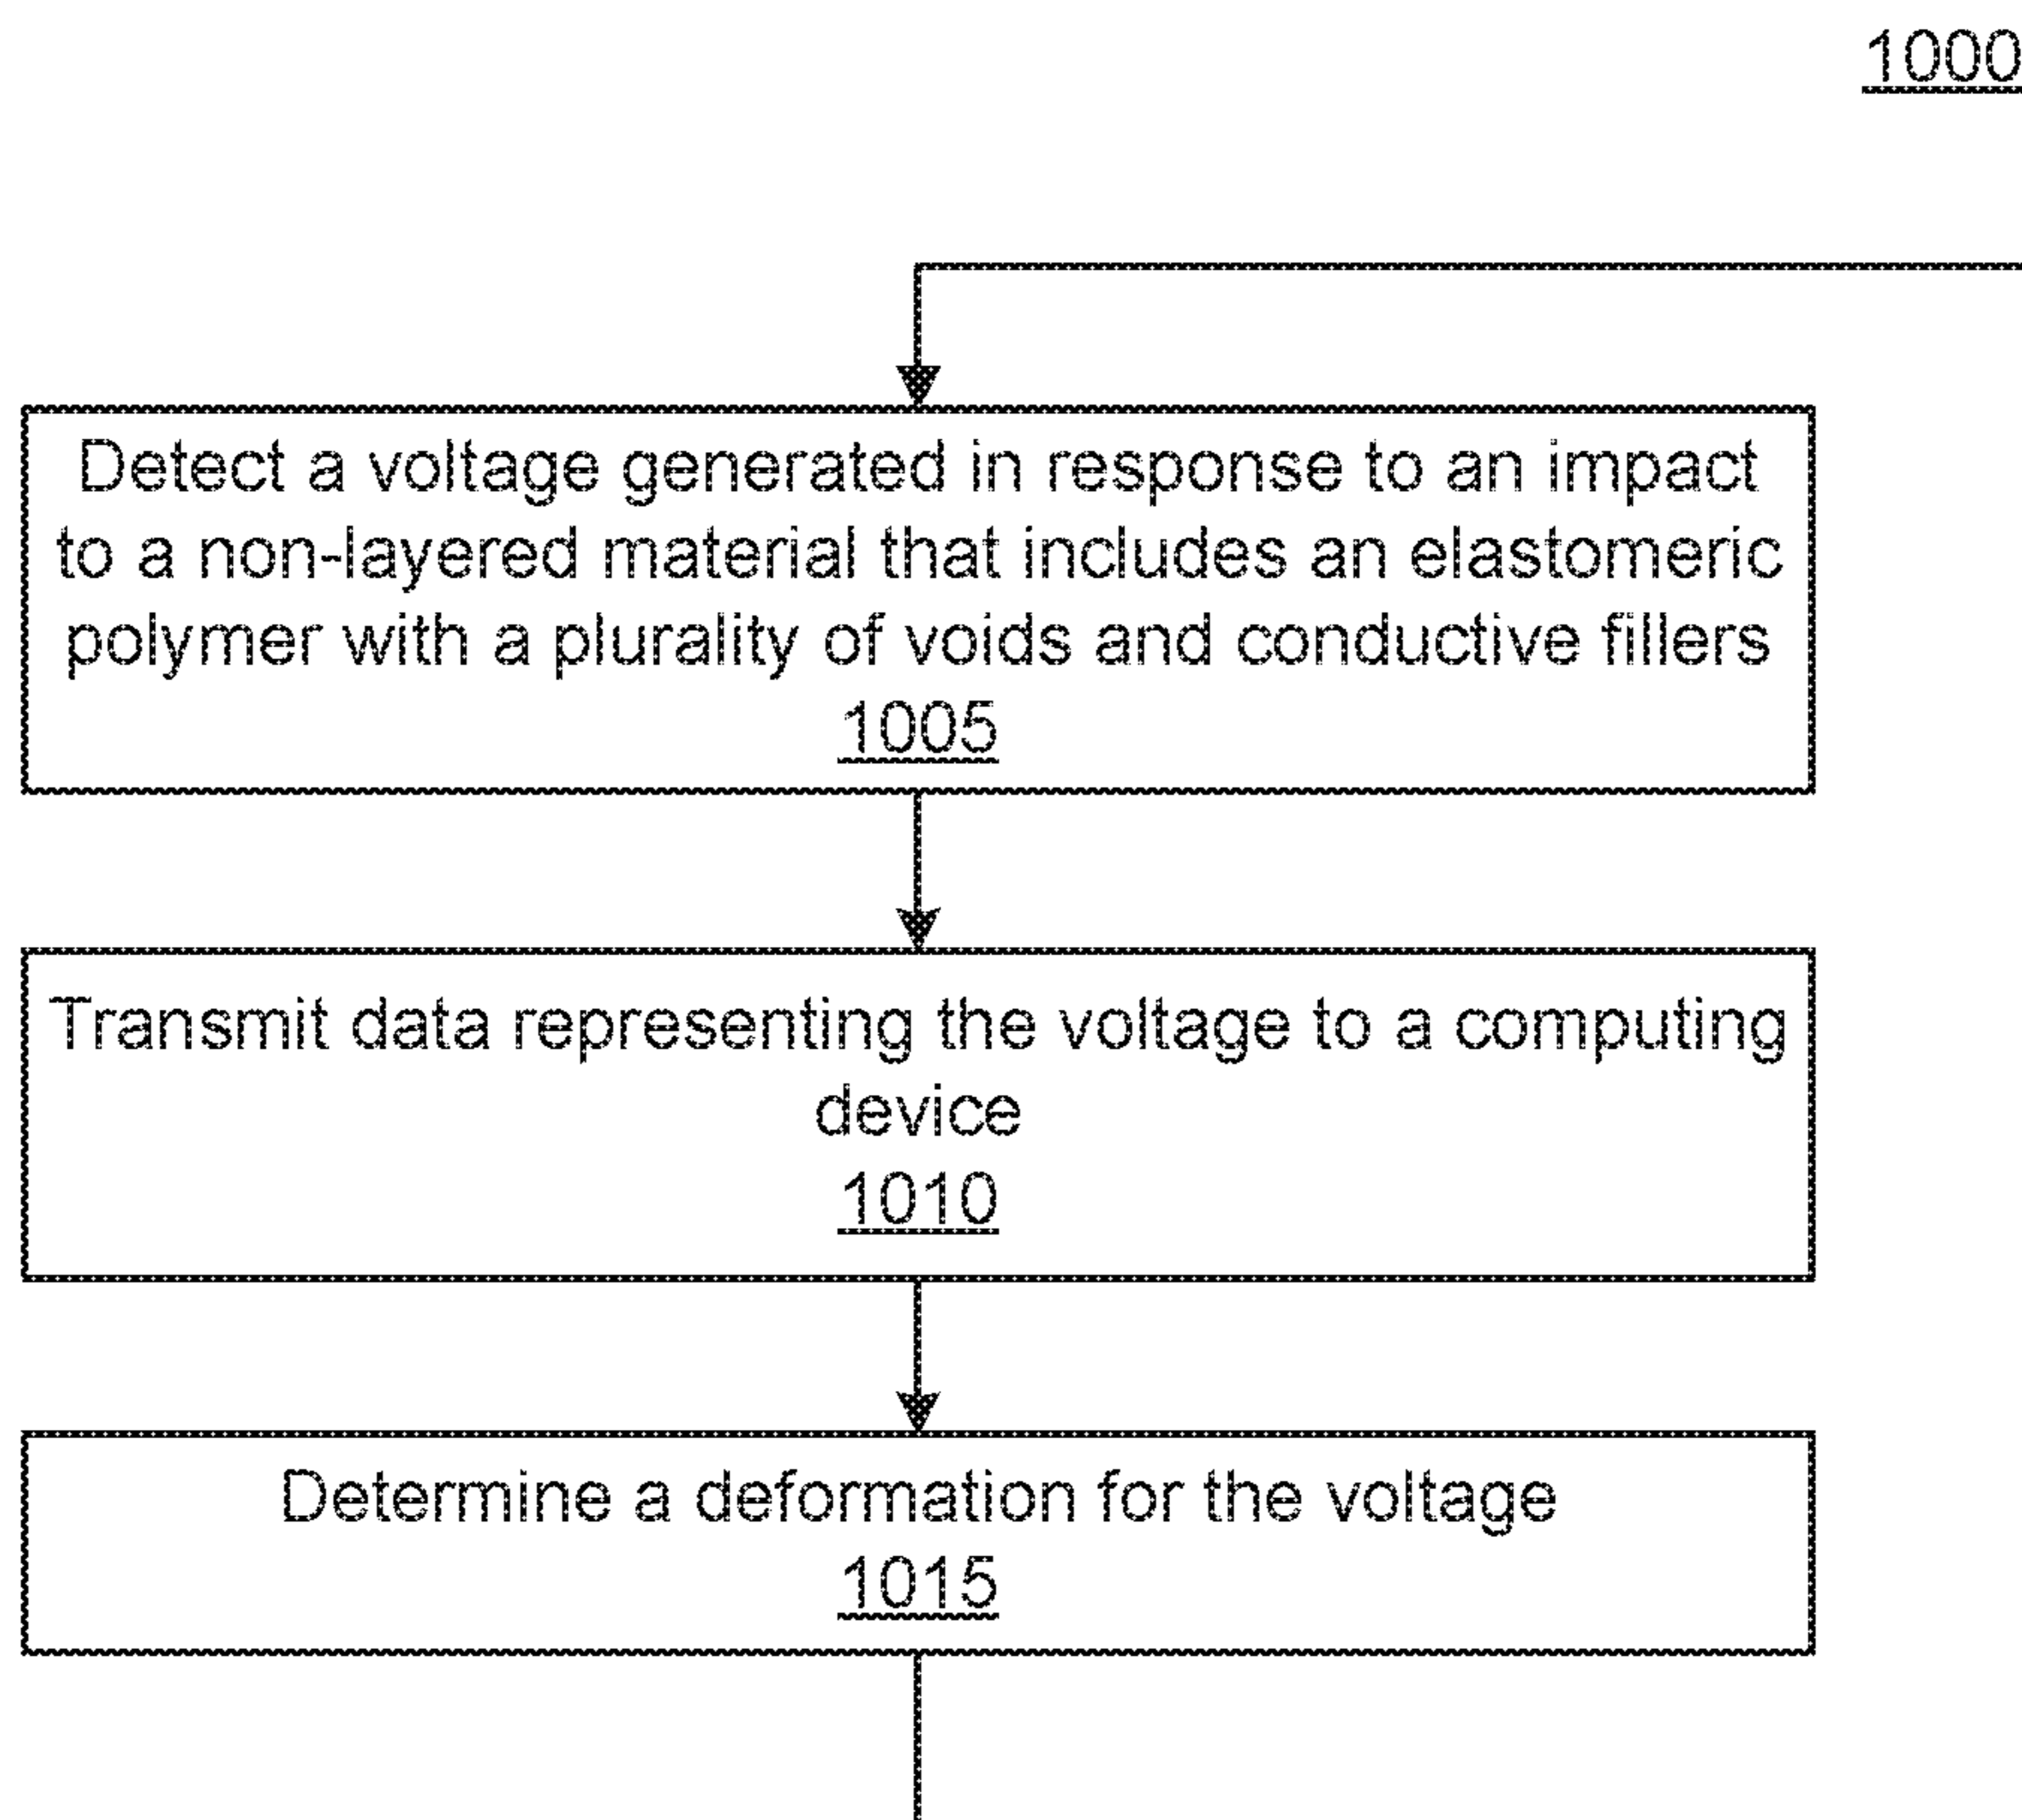 1000
Detect a voltage generated in response to an impact
to a non-layered material that includes an elastomeric
polymer with a plurality of voids and conductive fillers
1005
Transmit data representing the voltage to a computing
device
1010
Determine a deformation for the voltage
1015